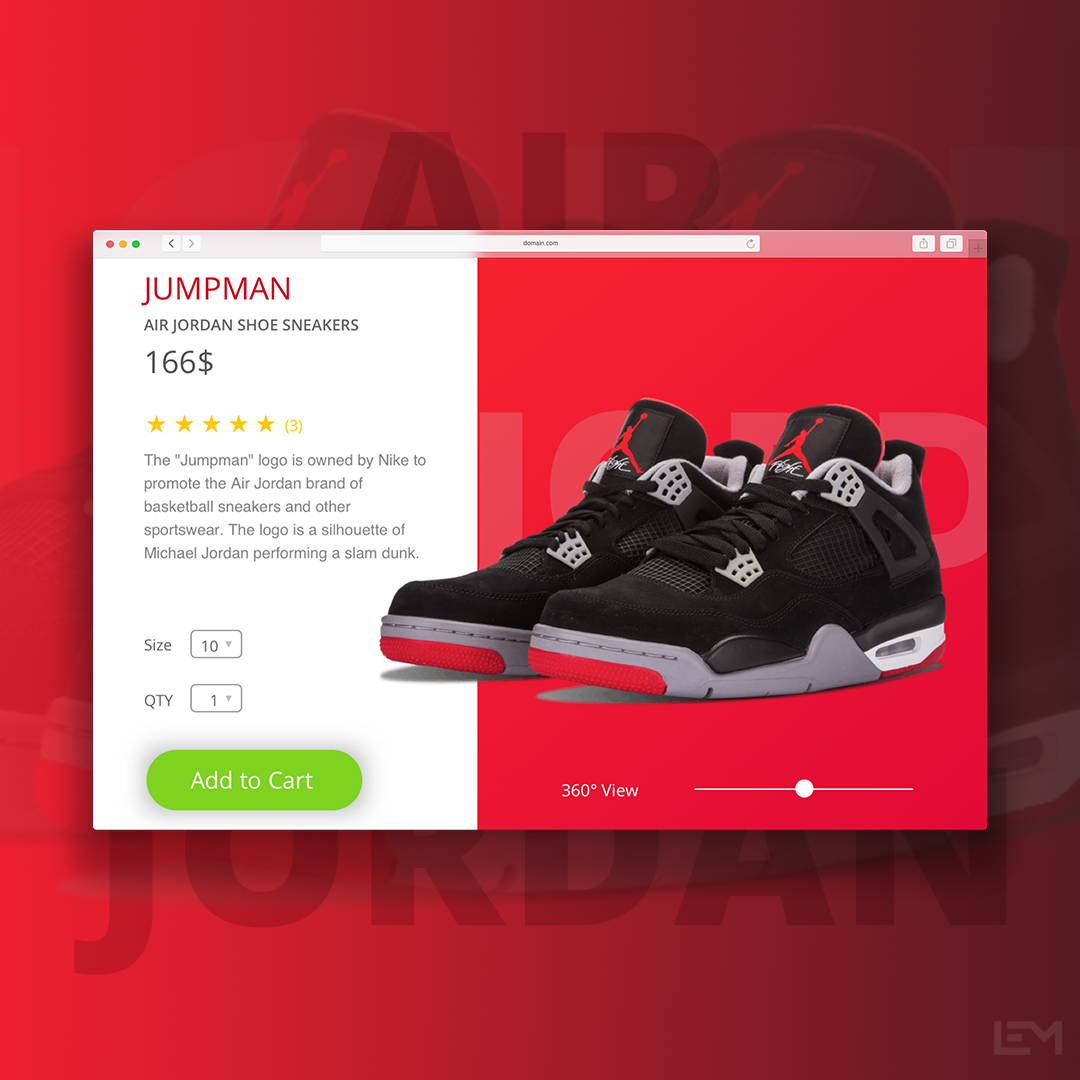 AIR
domain.com
JUMPMAN
AIR JORDAN SHOE SNEAKERS
166$
(3)
The "Jumpman" logo is owned by Nike to
promote the Air Jordan brand of
basketball sneakers and other
sportswear. The logo is a silhouette of
Michael Jordan performing a slam dunk.
Size 10
QTY 1
Add to Cart
360° View
JORDAN
LEM